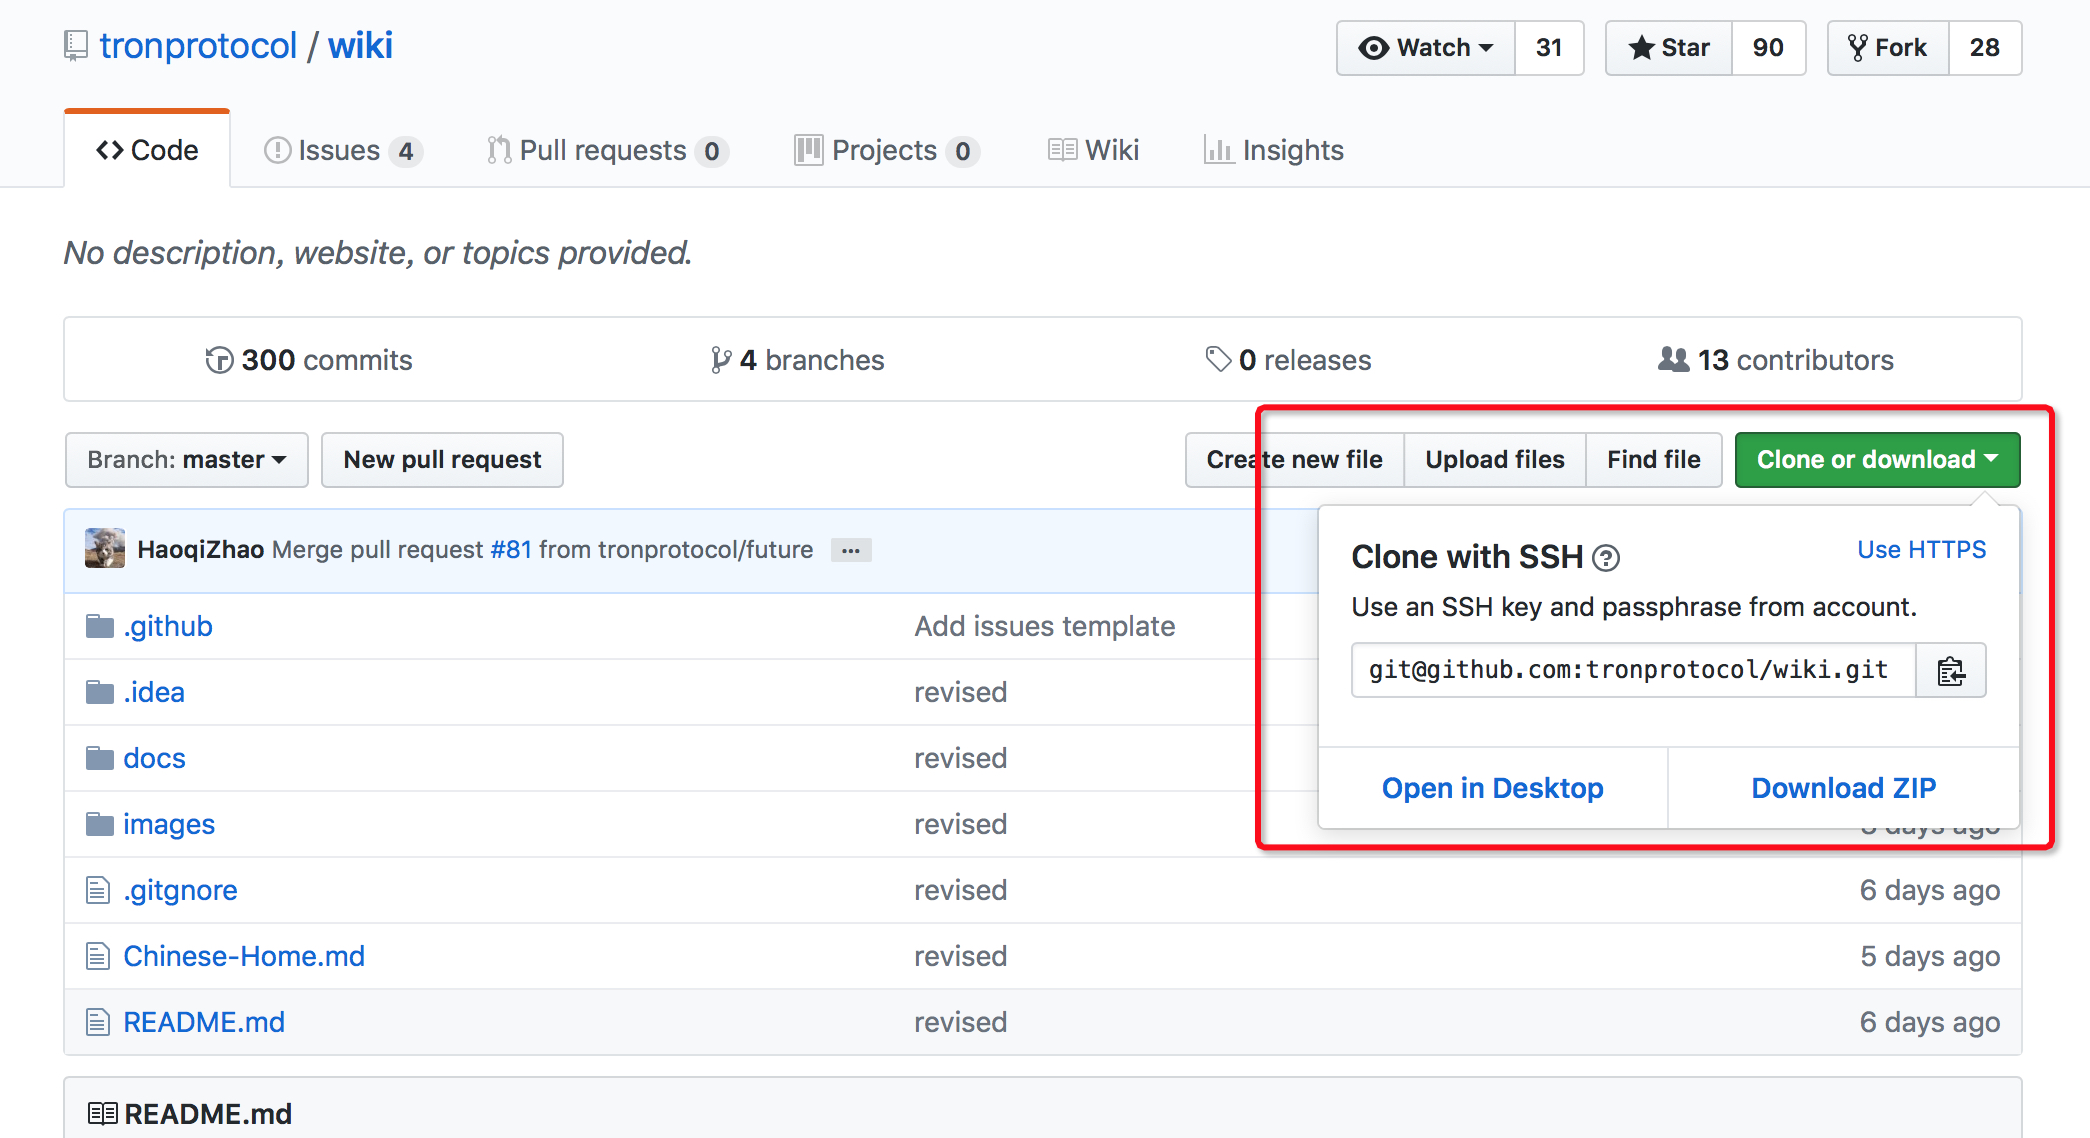 tronprotocol / wiki
Watch 31 Star 90 Fork 28
Code Issues 4 Pull requests 0 Projects 0 Wiki Insights
No description, website, or topics provided.
300 commits 4 branches 0 releases 13 contributors
Branch: master New pull request Create new file Upload files Find file Clone or download
HaoqiZhao Merge pull request #81 from tronprotocol/future ...
Clone with SSH ? Use HTTPS
Use an SSH key and passphrase from account.
git@github.com:tronprotocol/wiki.git
Open in Desktop Download ZIP
.github Add issues template
.idea revised
docs revised
images revised days ago
.gitgnore revised 6 days ago
Chinese-Home.md revised 5 days ago
README.md revised 6 days ago
README.md